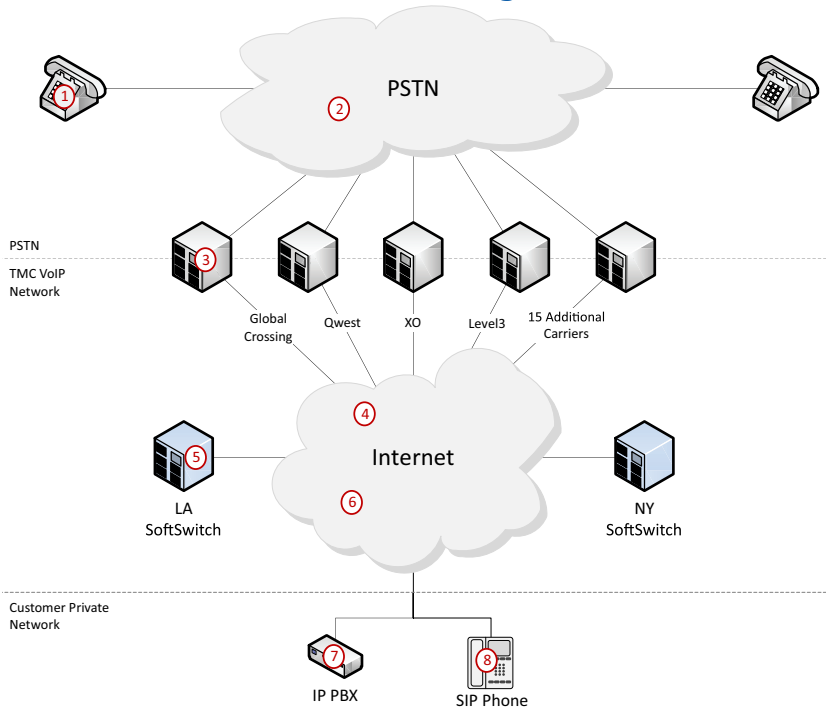 PSTN
1
2
3
PSTN
TMC VoIP
Network
Global
Crossing
Qwest
XO
Level3
15 Additional
Carriers
4
Internet
5
6
LA
SoftSwitch
NY
SoftSwitch
Customer Private
Network
7
8
IP PBX
SIP Phone